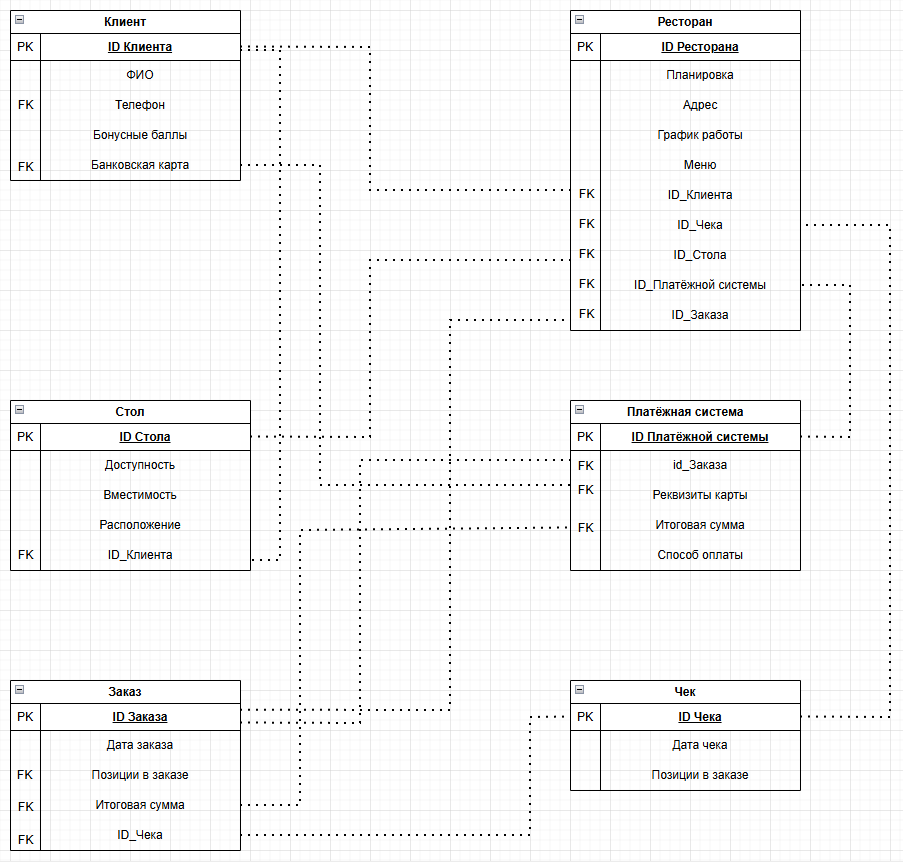 Клиент
PK ID Клиента
ФИО
FK Телефон
Бонусные баллы
FK Банковская карта
Ресторан
PK ID Ресторана
Планировка
Адрес
График работы
Меню
FK ID_Клиента
FK ID_Чека
FK ID_Стола
FK ID_Платёжной системы
FK ID_Заказа
Стол
PK ID Стола
Доступность
Вместимость
Расположение
FK ID_Клиента
Платёжная система
PK ID Платёжной системы
FK id_Заказа
FK Реквизиты карты
FK Итоговая сумма
Способ оплаты
Заказ
PK ID Заказа
Дата заказа
FK Позиции в заказе
FK Итоговая сумма
FK ID_Чека
Чек
PK ID Чека
Дата чека
Позиции в заказе